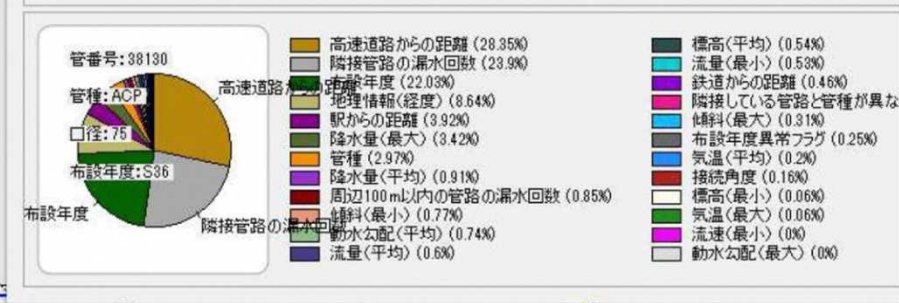 管番号:38130
管種:ACP
口径:75
布設年度:S36
高速道路からの距離
隣接管路の漏水回数
布設年度
高速道路からの距離 (28.35%)
隣接管路の漏水回数 (23.9%)
布設年度 (22.03%)
地理情報(経度) (8.64%)
駅からの距離 (3.92%)
降水量(最大) (3.42%)
管種 (2.97%)
降水量(平均) (0.91%)
周辺100m以内の管路の漏水回数 (0.85%)
傾斜(最小) (0.77%)
動水勾配(平均) (0.74%)
流量(平均) (0.6%)
標高(平均) (0.54%)
流量(最小) (0.53%)
鉄道からの距離 (0.46%)
隣接している管路と管種が異な
傾斜(最大) (0.31%)
布設年度異常フラグ (0.25%)
気温(平均) (0.2%)
接続角度 (0.16%)
標高(最小) (0.06%)
気温(最大) (0.06%)
流速(最小) (0%)
動水勾配(最大) (0%)